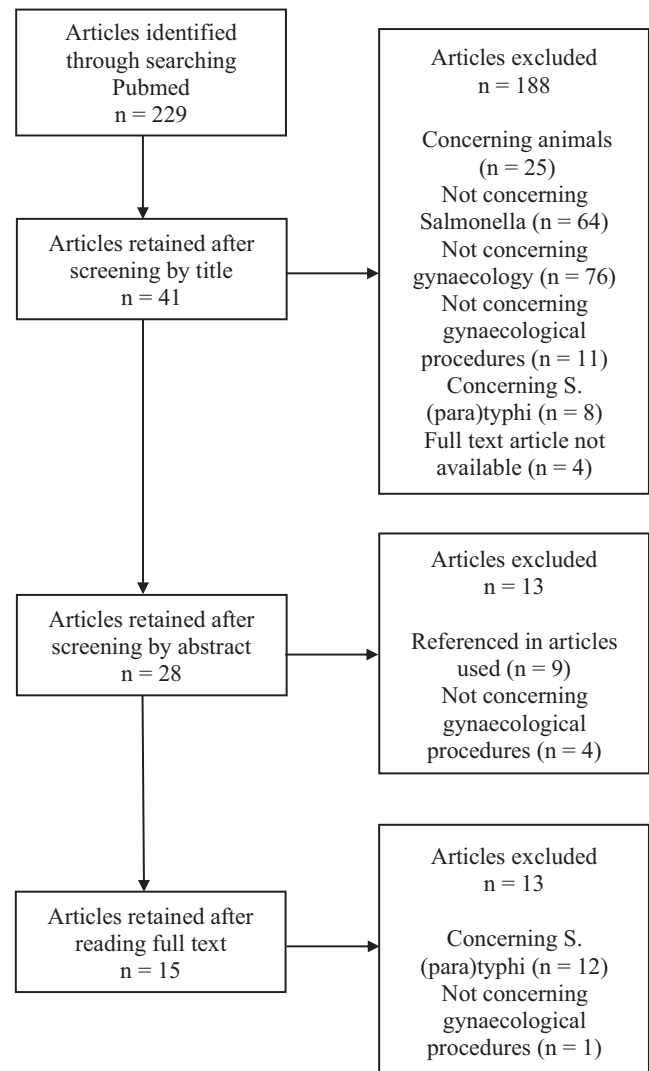 Articles identified
through searching
Pubmed
n = 229
Articles excluded
n = 188
Concerning animals
(n = 25)
Not concerning
Salmonella (n = 64)
Not concerning
gynaecology (n = 76)
Not concerning
gynaecological
procedures (n = 11)
Concerning S.
(para)typhi (n = 8)
Full text article not
available (n = 4)
Articles retained after
screening by title
n = 41
Articles excluded
n = 13
Referenced in articles
used (n = 9)
Not concerning
gynaecological
procedures (n = 4)
Articles retained after
screening by abstract
n = 28
Articles excluded
n = 13
Concerning S.
(para)typhi (n = 12)
Not concerning
gynaecological
procedures (n = 1)
Articles retained after
reading full text
n = 15